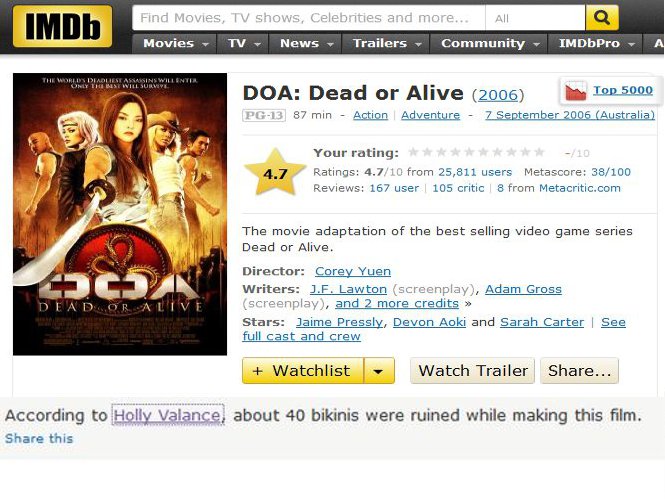 IMDb
Find Movies, TV shows, Celebrities and more... All
Movies TV News Trailers Community IMDbPro A
THE WORLD'S DEADLIEST ASSASSINS WILL ENTER.
ONLY THE BEST WILL SURVIVE.
DOA
DEAD OR ALIVE
DOA: Dead or Alive (2006)
Top 5000
PG-13 87 min - Action | Adventure - 7 September 2006 (Australia)
4.7
Your rating: -/10
Ratings: 4.7/10 from 25,811 users Metascore: 38/100
Reviews: 167 user | 105 critic | 8 from Metacritic.com
The movie adaptation of the best selling video game series
Dead or Alive.
Director: Corey Yuen
Writers: J.F. Lawton (screenplay), Adam Gross
(screenplay), and 2 more credits »
Stars: Jaime Pressly, Devon Aoki and Sarah Carter | See
full cast and crew
+ Watchlist Watch Trailer Share...
According to Holly Valance, about 40 bikinis were ruined while making this film.
Share this